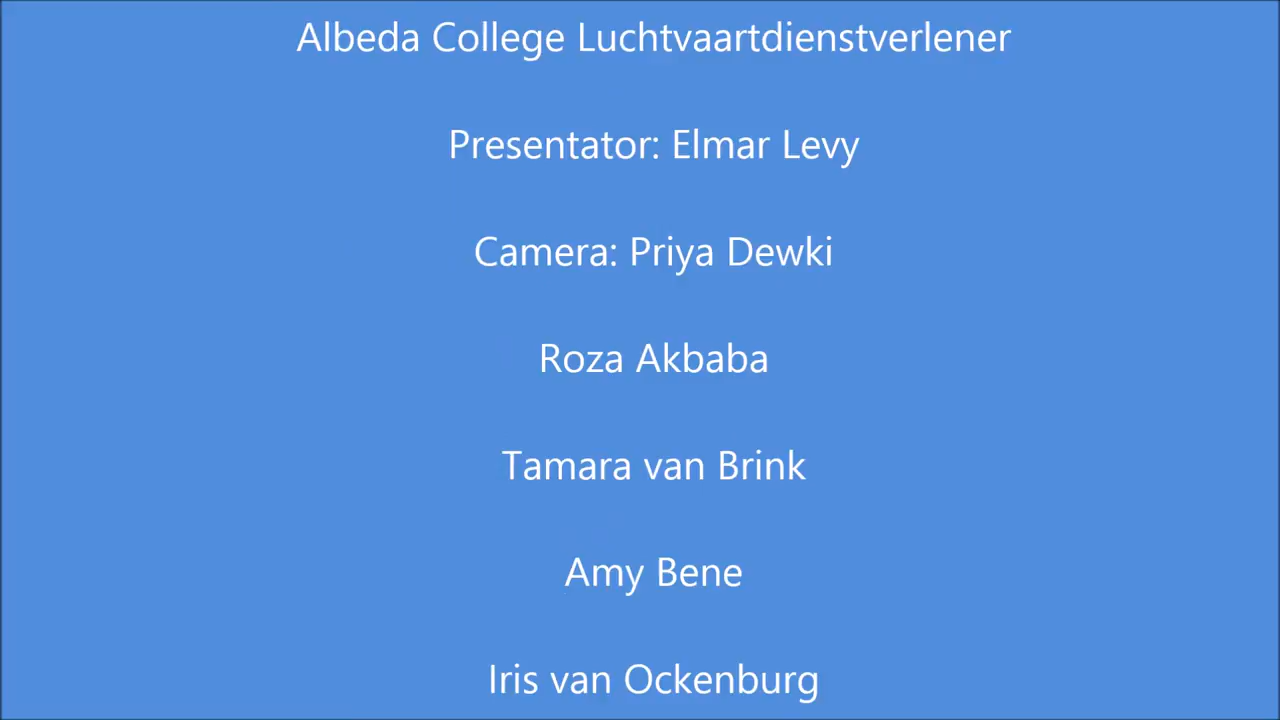 Albeda College Luchtvaartdienstverlener
Presentator: Elmar Levy
Camera: Priya Dewki
Roza Akbaba
Tamara van Brink
Amy Bene
Iris van Ockenburg